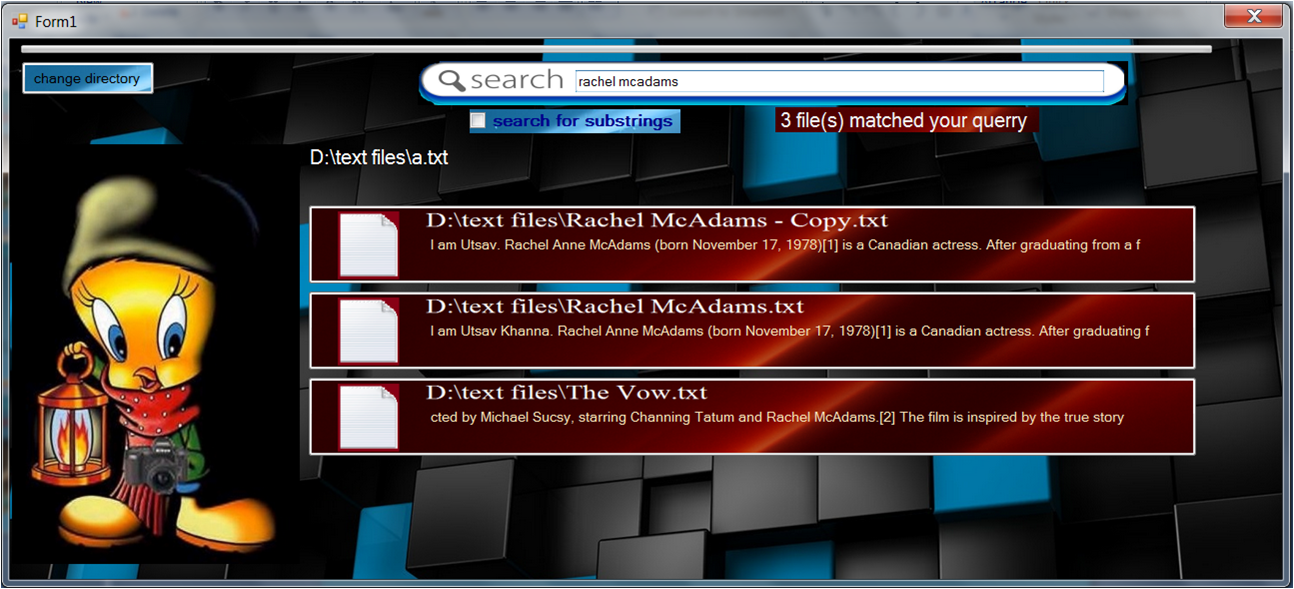 Form1
change directory
search rachel mcadams
search for substrings
3 file(s) matched your querry
D:\text files\a.txt
D:\text files\Rachel McAdams - Copy.txt
I am Utsav. Rachel Anne McAdams (born November 17, 1978)[1] is a Canadian actress. After graduating from a f
D:\text files\Rachel McAdams.txt
I am Utsav Khanna. Rachel Anne McAdams (born November 17, 1978)[1] is a Canadian actress. After graduating f
D:\text files\The Vow.txt
cted by Michael Sucsy, starring Channing Tatum and Rachel McAdams.[2] The film is inspired by the true story